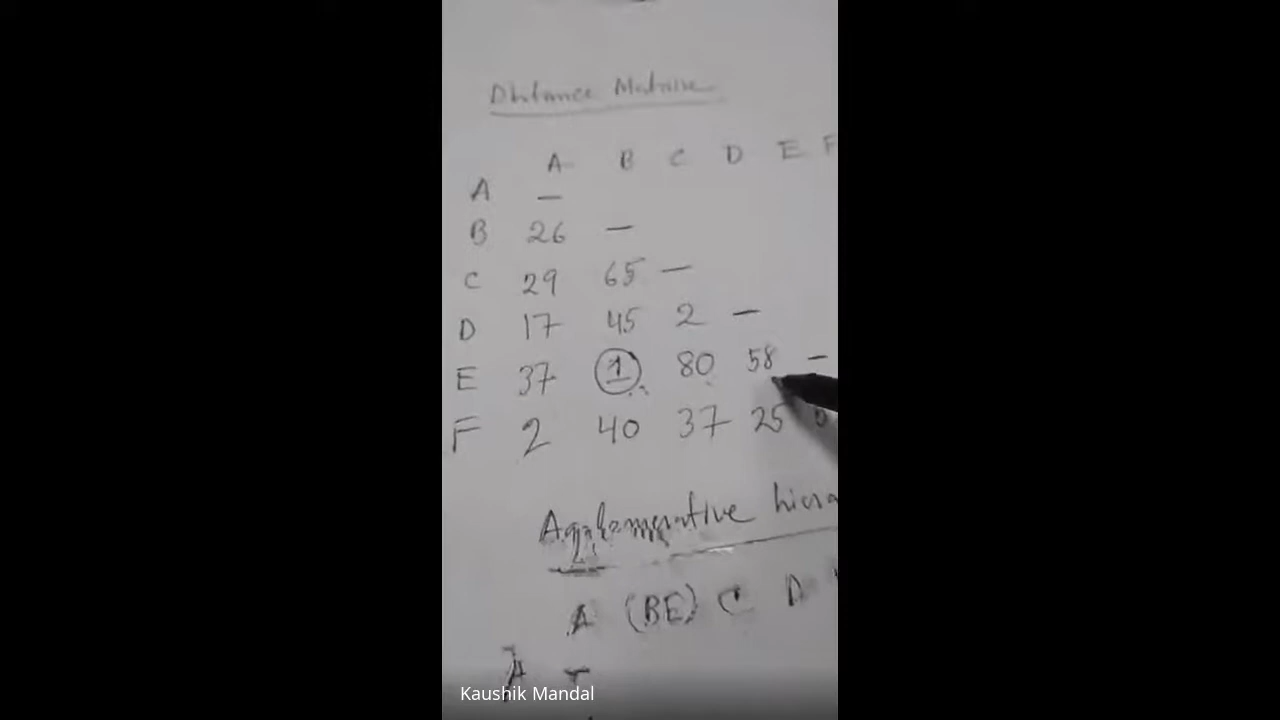 Distance Matrix
A B C D E F
A —
B 26 —
C 29 65 —
D 17 45 2 —
E 37 1 80 58 —
F 2 40 37 25
Agglomerative hiera
A (BE) C D
A —
Kaushik Mandal